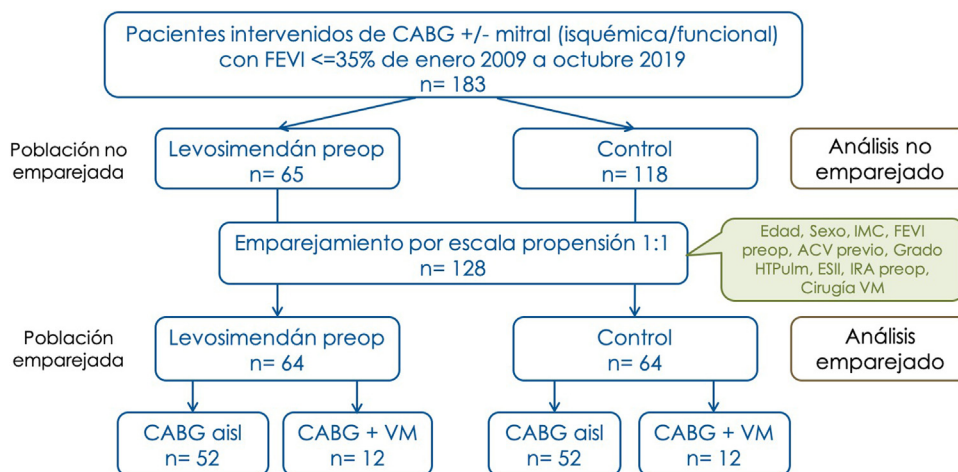 Pacientes intervenidos de CABG +/- mitral (isquémica/funcional)
con FEVI <=35% de enero 2009 a octubre 2019
n= 183
Población no
emparejada
Levosimendán preop
n= 65
Control
n= 118
Análisis no
emparejado
Emparejamiento por escala propensión 1:1
n= 128
Edad, Sexo, IMC, FEVI
preop, ACV previo, Grado
HTPulm, ESII, IRA preop,
Cirugía VM
Población
emparejada
Levosimendán preop
n= 64
Control
n= 64
Análisis
emparejado
CABG aisl
n= 52
CABG + VM
n= 12
CABG aisl
n= 52
CABG + VM
n= 12